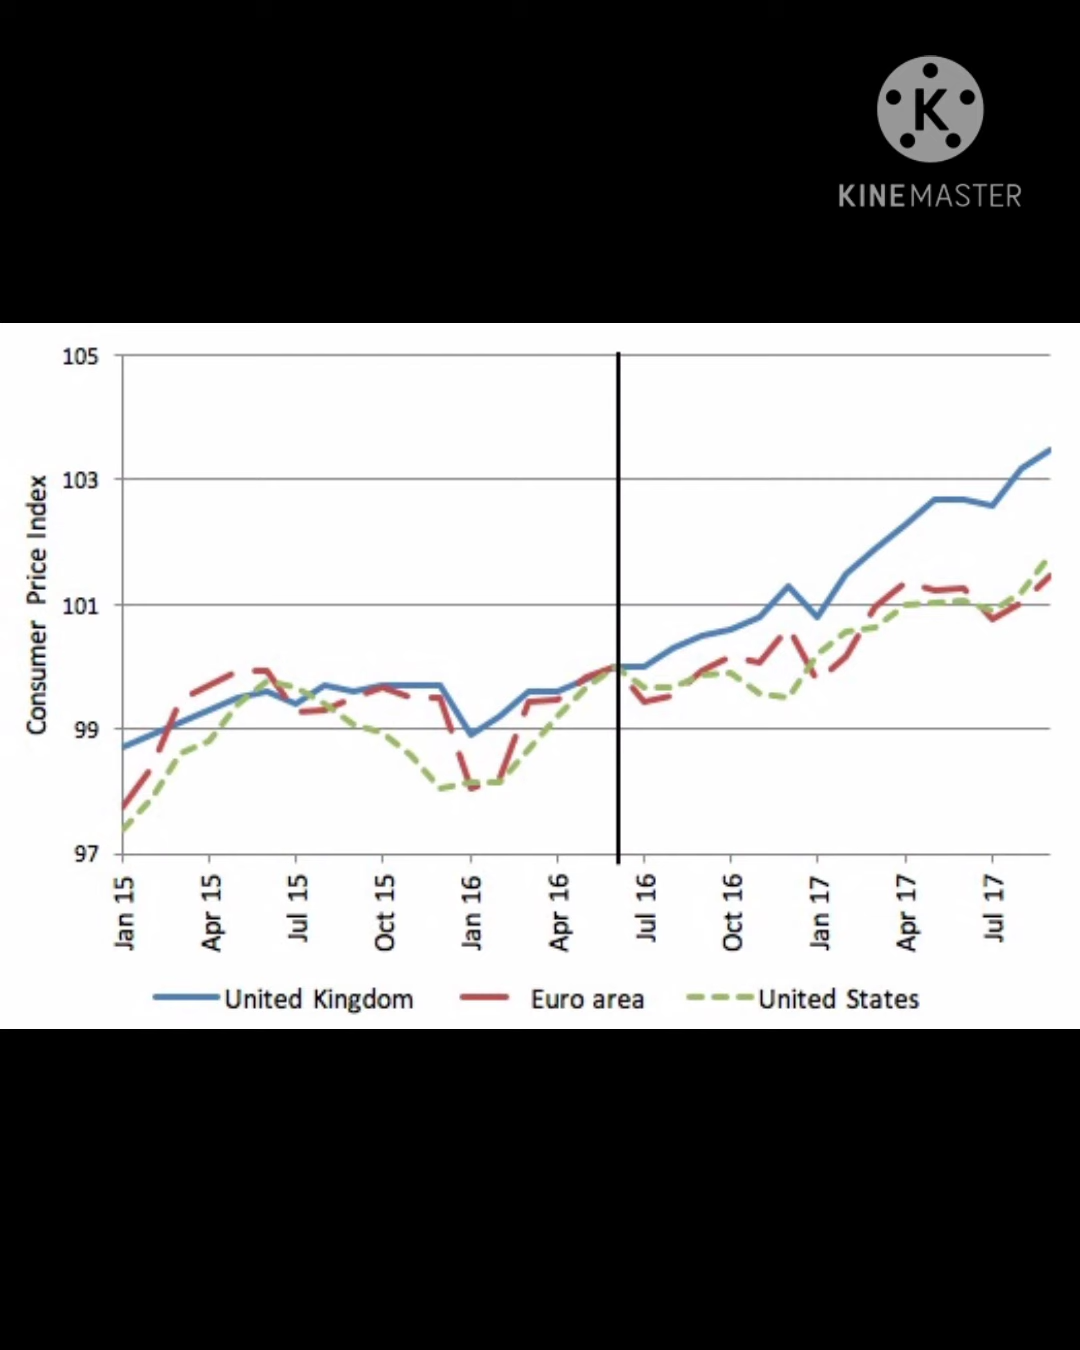 K
KINEMASTER
105
103
101
99
97
Consumer Price Index
Jan 15
Apr 15
Jul 15
Oct 15
Jan 16
Apr 16
Jul 16
Oct 16
Jan 17
Apr 17
Jul 17
United Kingdom
Euro area
United States